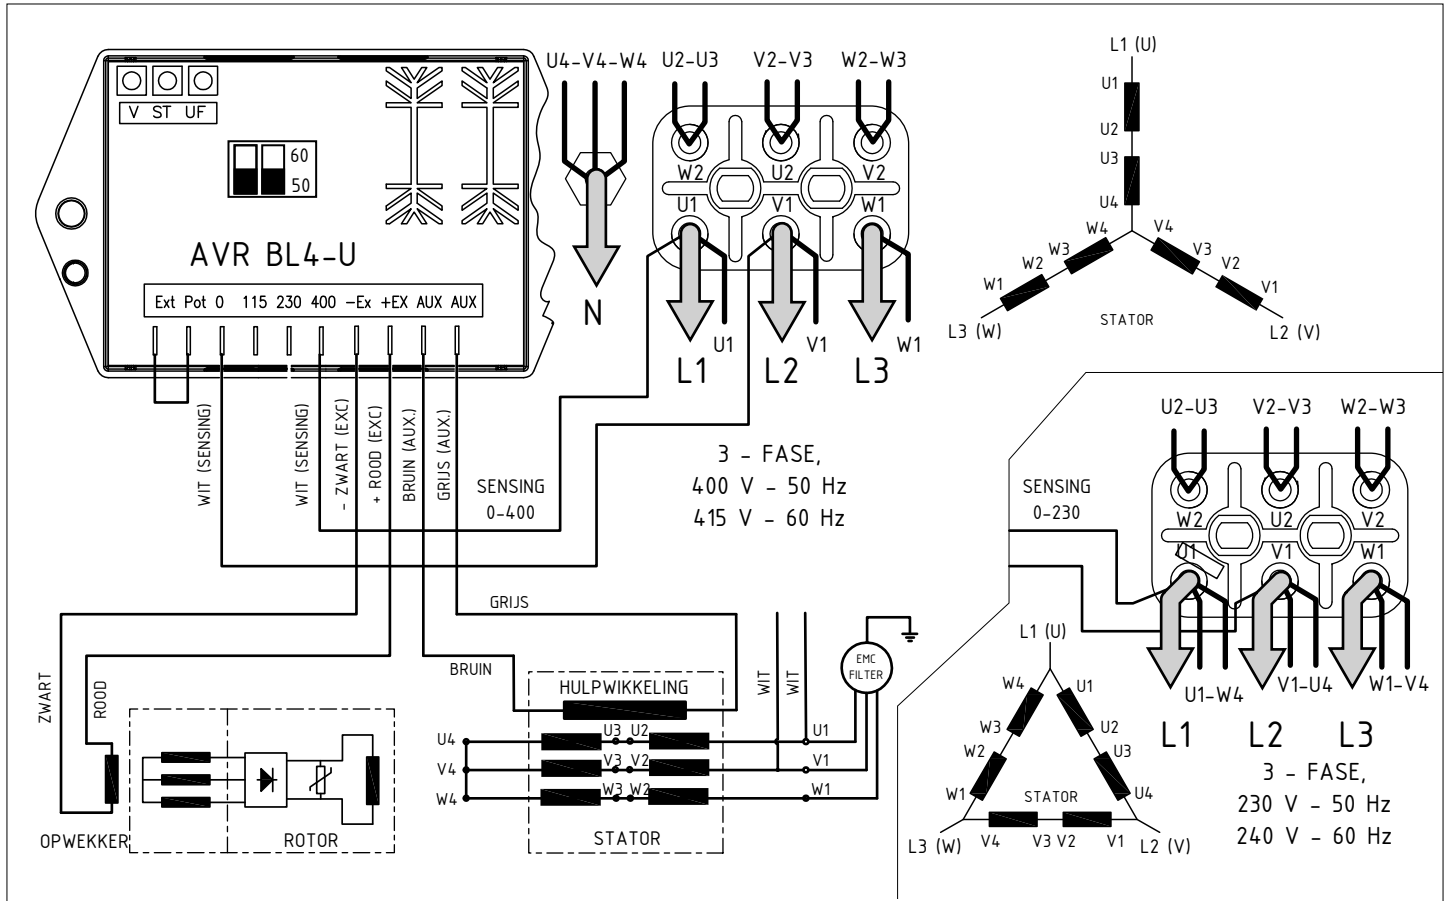 V ST UF
60
50
AVR BL4-U
Ext Pot 0 115 230 400 -Ex +EX AUX AUX
WIT (SENSING)
WIT (SENSING)
- ZWART (EXC)
+ ROOD (EXC)
BRUIN (AUX.)
GRIJS (AUX.)
U4-V4-W4
N
U2-U3 V2-V3 W2-W3
W2 U2 V2
U1 V1 W1
U1 V1 W1
L1 L2 L3
3 - FASE,
400 V - 50 Hz
415 V - 60 Hz
SENSING
0-400
L1 (U)
U1
U2
U3
U4
W4
W3
W2
W1
V4
V3
V2
V1
L3 (W)
L2 (V)
STATOR
GRIJS
BRUIN
ZWART
ROOD
OPWEKKER
ROTOR
HULPWIKKELING
U4 U3 U2 U1
V4 V3 V2 V1
W4 W3 W2 W1
STATOR
WIT
WIT
EMC
FILTER
SENSING
0-230
U2-U3 V2-V3 W2-W3
W2 U2 V2
U1 V1 W1
U1-W4 V1-U4 W1-V4
L1 L2 L3
3 - FASE,
230 V - 50 Hz
240 V - 60 Hz
L1 (U)
W4 U1
W3 U2
W2 U3
W1 U4
STATOR
L3 (W) V4 V3 V2 V1 L2 (V)